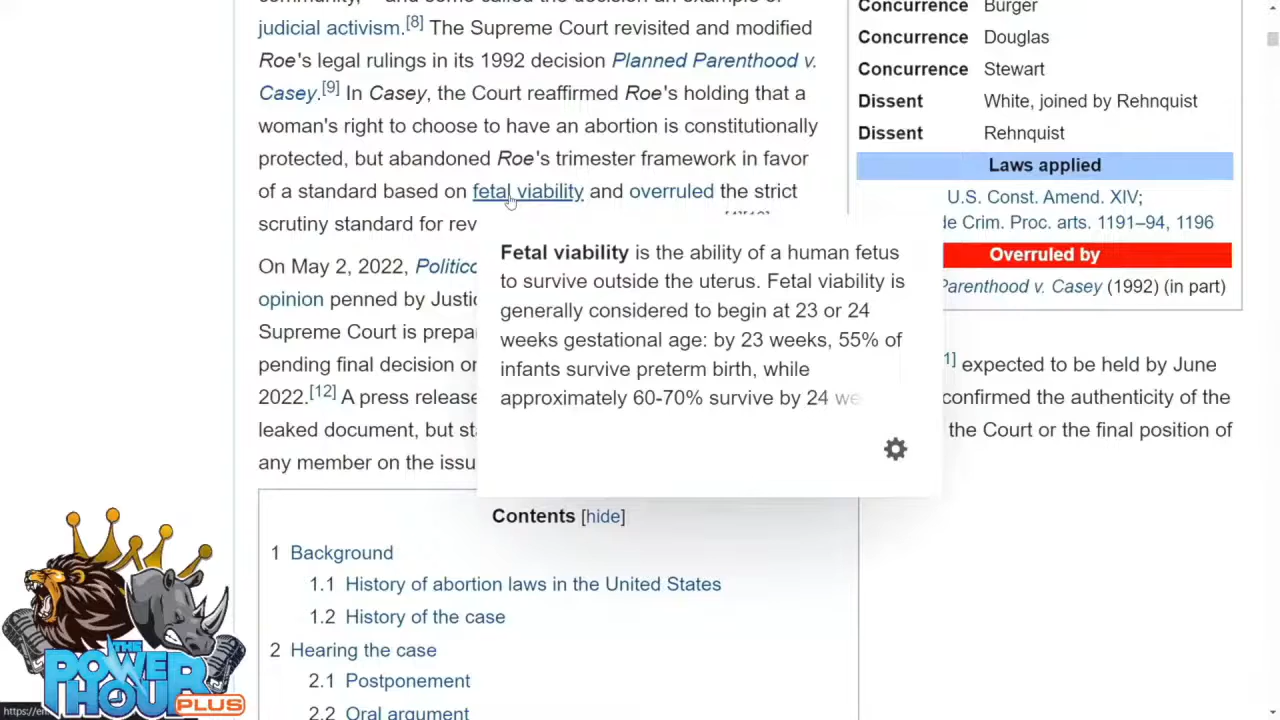 judicial activism.[8] The Supreme Court revisited and modified
Roe's legal rulings in its 1992 decision Planned Parenthood v.
Casey.[9] In Casey, the Court reaffirmed Roe's holding that a
woman's right to choose to have an abortion is constitutionally
protected, but abandoned Roe's trimester framework in favor
of a standard based on fetal viability and overruled the strict
scrutiny standard for rev
On May 2, 2022, Politico
opinion penned by Justic
Supreme Court is prepa
pending final decision or
2022.[12] A press release
leaked document, but sta
any member on the issu
Fetal viability is the ability of a human fetus
to survive outside the uterus. Fetal viability is
generally considered to begin at 23 or 24
weeks gestational age: by 23 weeks, 55% of
infants survive preterm birth, while
approximately 60-70% survive by 24 we
Concurrence Burger
Concurrence Douglas
Concurrence Stewart
Dissent White, joined by Rehnquist
Dissent Rehnquist
Laws applied
U.S. Const. Amend. XIV;
de Crim. Proc. arts. 1191–94, 1196
Overruled by
Parenthood v. Casey (1992) (in part)
1] expected to be held by June
confirmed the authenticity of the
the Court or the final position of
Contents [hide]
1 Background
1.1 History of abortion laws in the United States
1.2 History of the case
2 Hearing the case
2.1 Postponement
2.2 Oral argument
THE
POWER
HOUR
PLUS
https://en